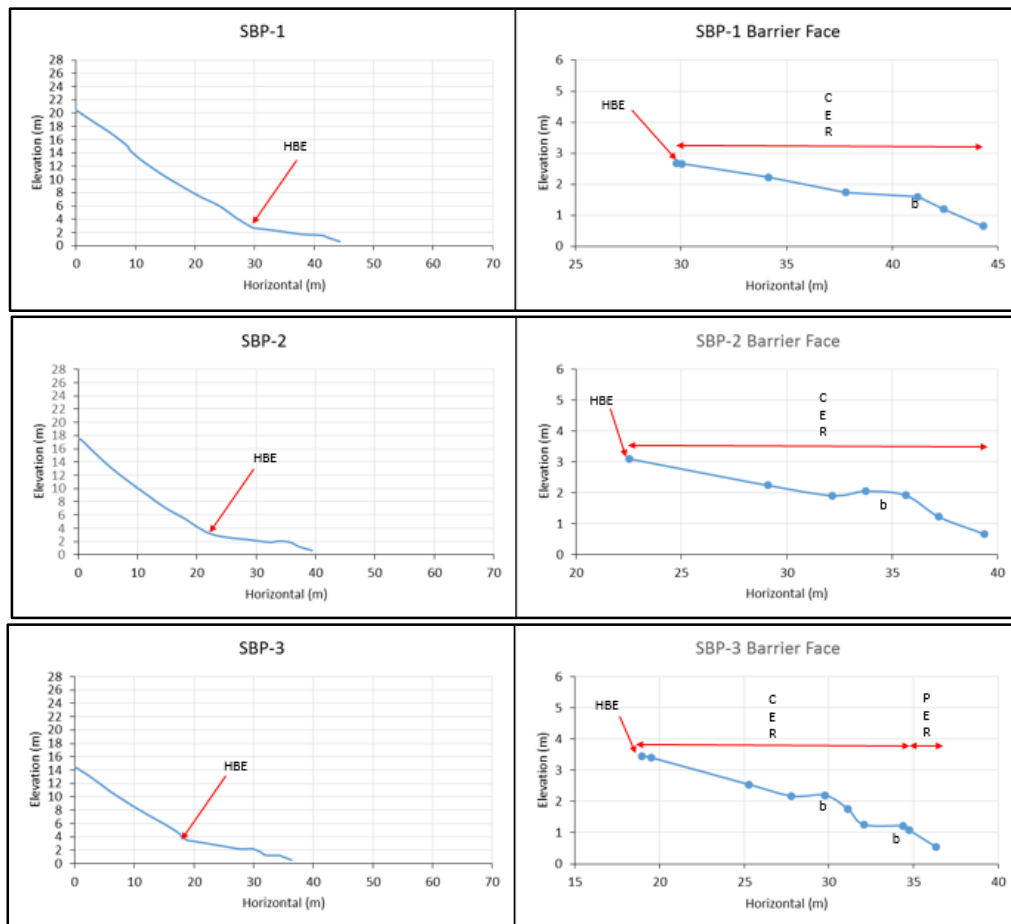 SBP-1
28
26
24
22
20
18
16
14
12
10
8
6
4
2
0
Elevation (m)
HBE
0 10 20 30 40 50 60 70
Horizontal (m)
SBP-1 Barrier Face
6
5
4
3
2
1
0
Elevation (m)
HBE
C
E
R
b
25 30 35 40 45
Horizontal (m)
SBP-2
28
26
24
22
20
18
16
14
12
10
8
6
4
2
0
Elevation (m)
HBE
0 10 20 30 40 50 60 70
Horizontal (m)
SBP-2 Barrier Face
6
5
4
3
2
1
0
Elevation (m)
HBE
C
E
R
b
20 25 30 35 40
Horizontal (m)
SBP-3
28
26
24
22
20
18
16
14
12
10
8
6
4
2
0
Elevation (m)
HBE
0 10 20 30 40 50 60 70
Horizontal (m)
SBP-3 Barrier Face
6
5
4
3
2
1
0
Elevation (m)
HBE
C
E
R
P
E
R
b
b
15 20 25 30 35 40
Horizontal (m)